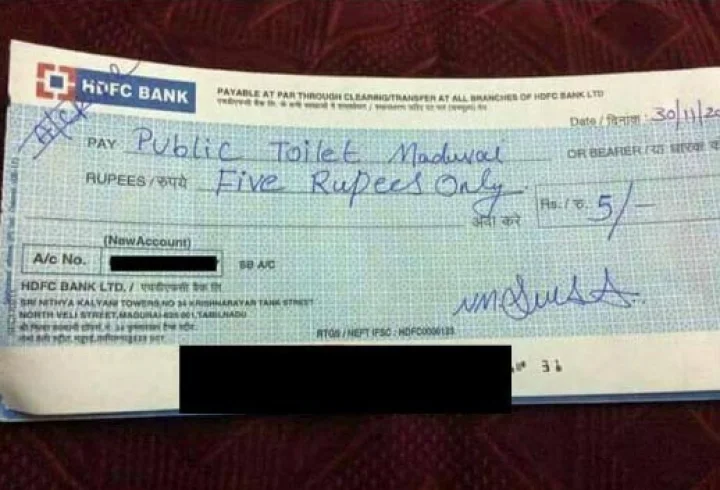 HDFC BANK
PAYABLE AT PAR THROUGH CLEARING/TRANSFER AT ALL BRANCHES OF HDFC BANK LTD
A/C
Date / दिनांक : 30/11/20
PAY Public Toilet Madurai OR BEARER / या धारक
RUPEES / रुपये Five Rupees Only
अदा करे Rs. / रु. 5/-
(NewAccount)
A/c No. SB A/C
HDFC BANK LTD. / एचडीएफसी बैंक लि
SRI NITHYA KALYANI TOWERS, NO 34 KRISHNARAYAR TANK STREET
NORTH VELI STREET, MADURAI-625 001, TAMILNADU
RTGS / NEFT IFSC : HDFC0000123
31